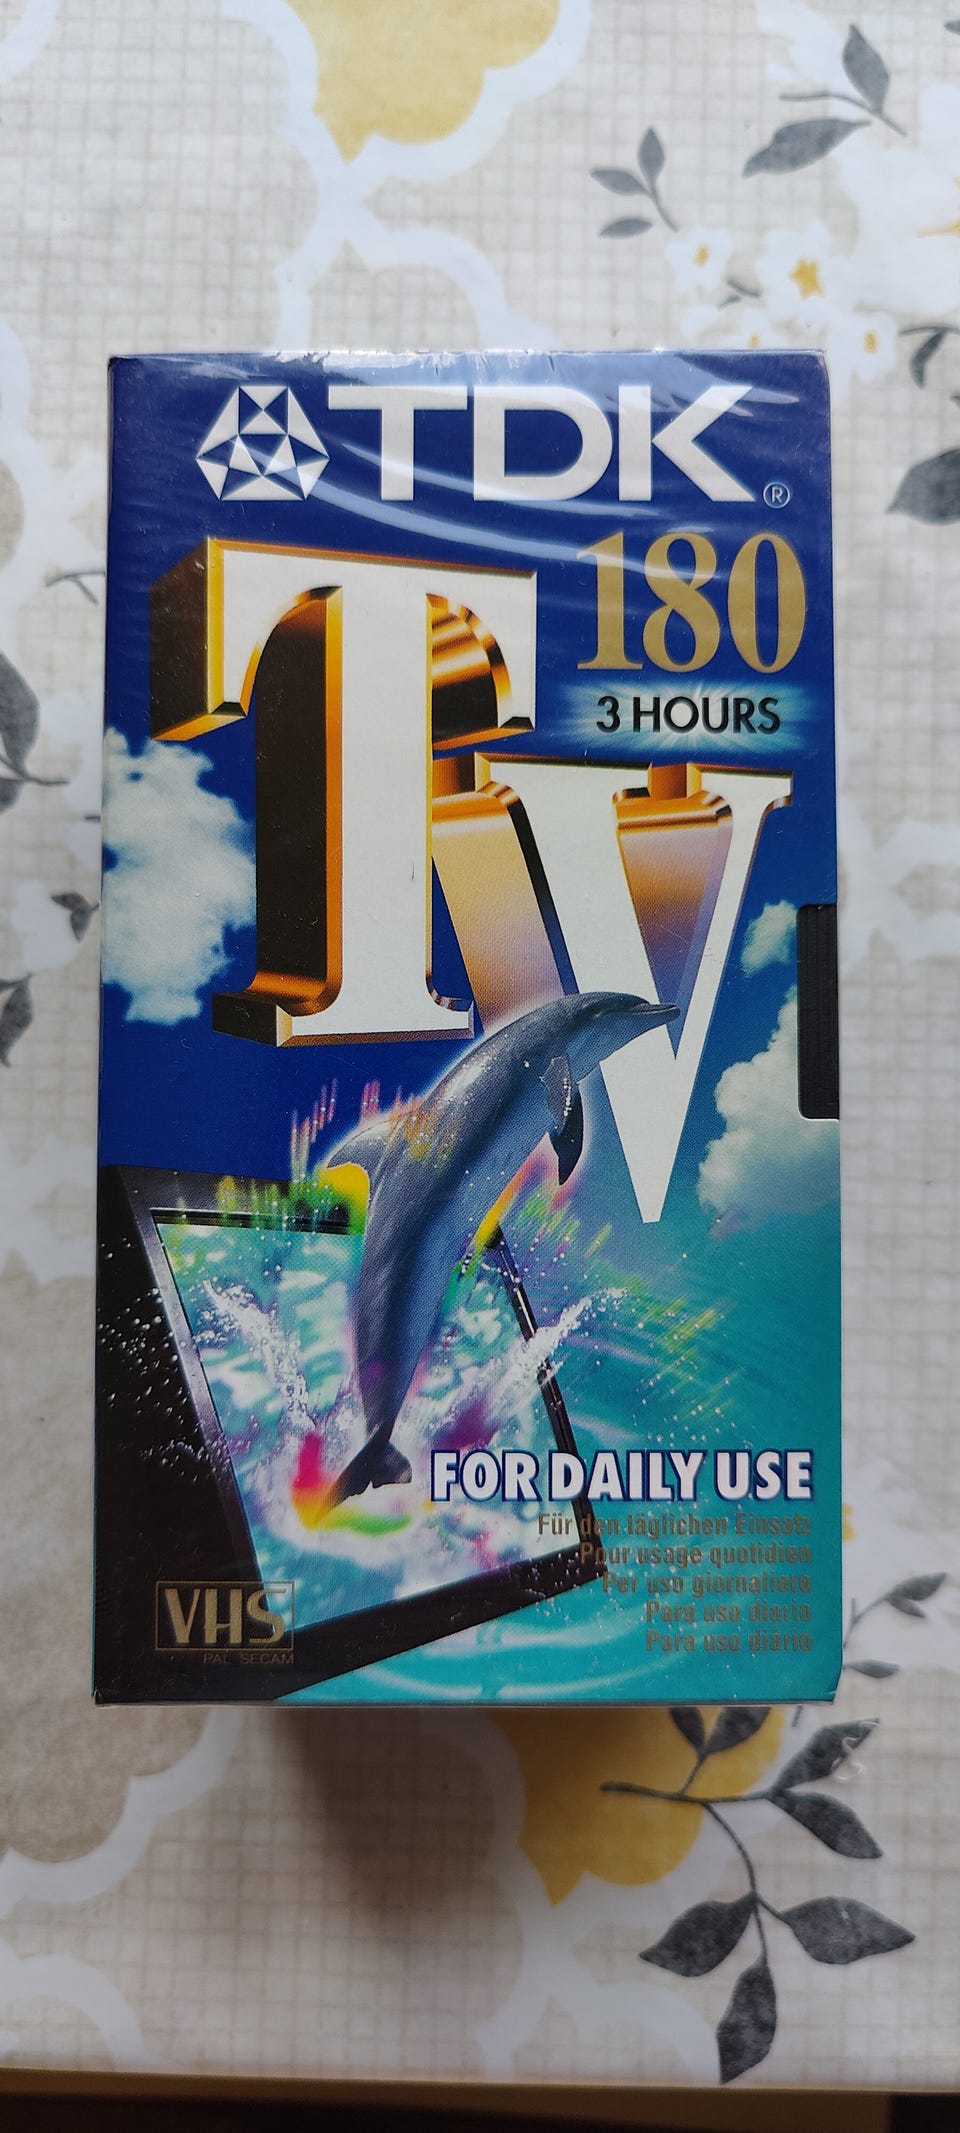 TDK®
180
3 HOURS
TV
FOR DAILY USE
Für den täglichen Einsatz
Pour usage quotidien
Per uso giornaliero
Para uso diario
Para uso diário
VHS
PAL SECAM